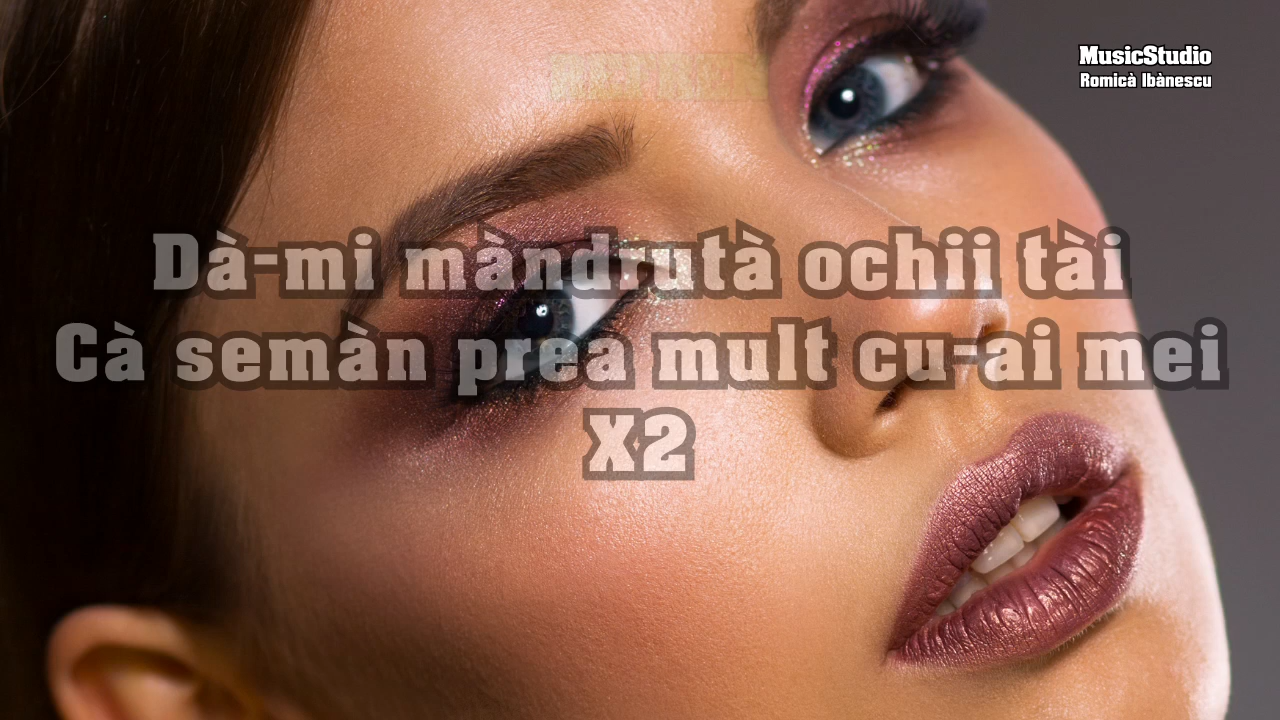 MusicStudio
Romicà Ibànescu
Dà-mi màndrutà ochii tài
Cà semàn prea mult cu-ai mei
X2